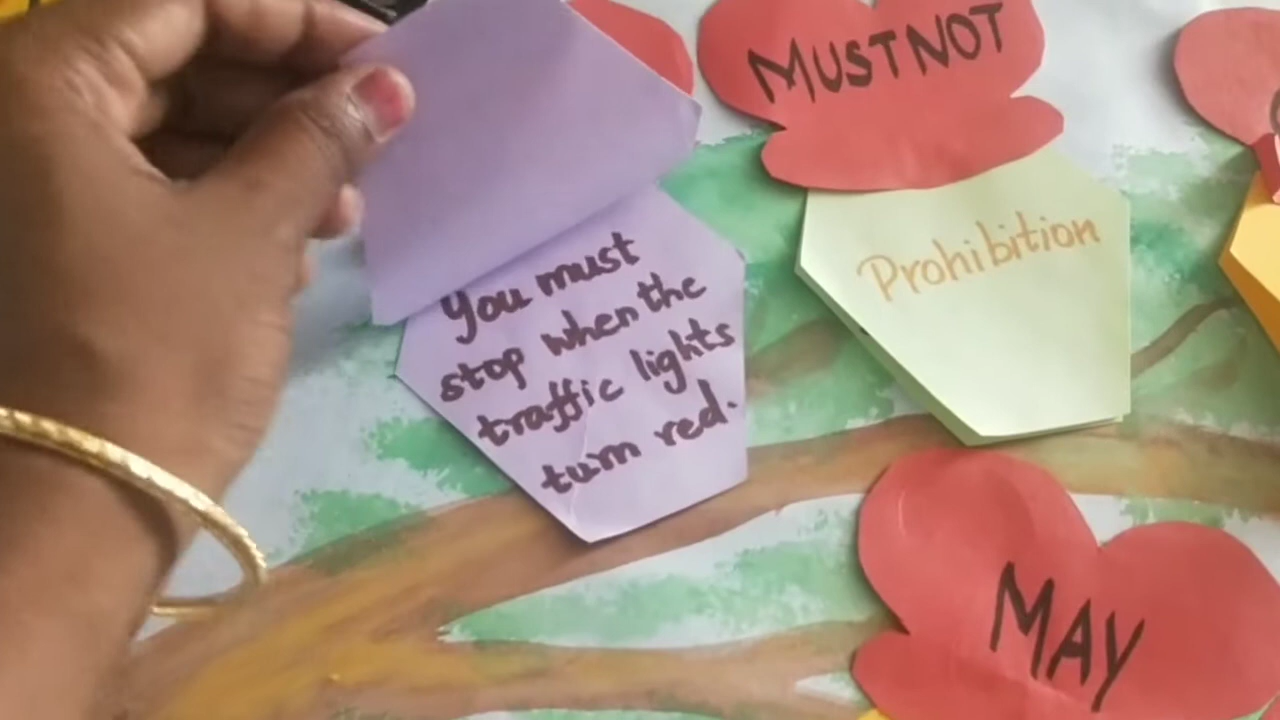 MUST NOT
Prohibition
You must
stop when the
traffic lights
turn red.
MAY